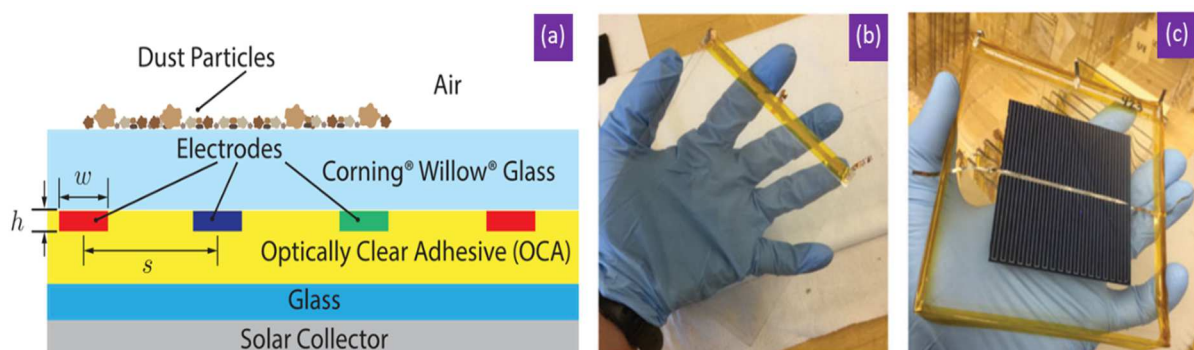 (a)
Dust Particles
Air
Electrodes
Corning® Willow® Glass
w
h
s
Optically Clear Adhesive (OCA)
Glass
Solar Collector
(b)
(c)